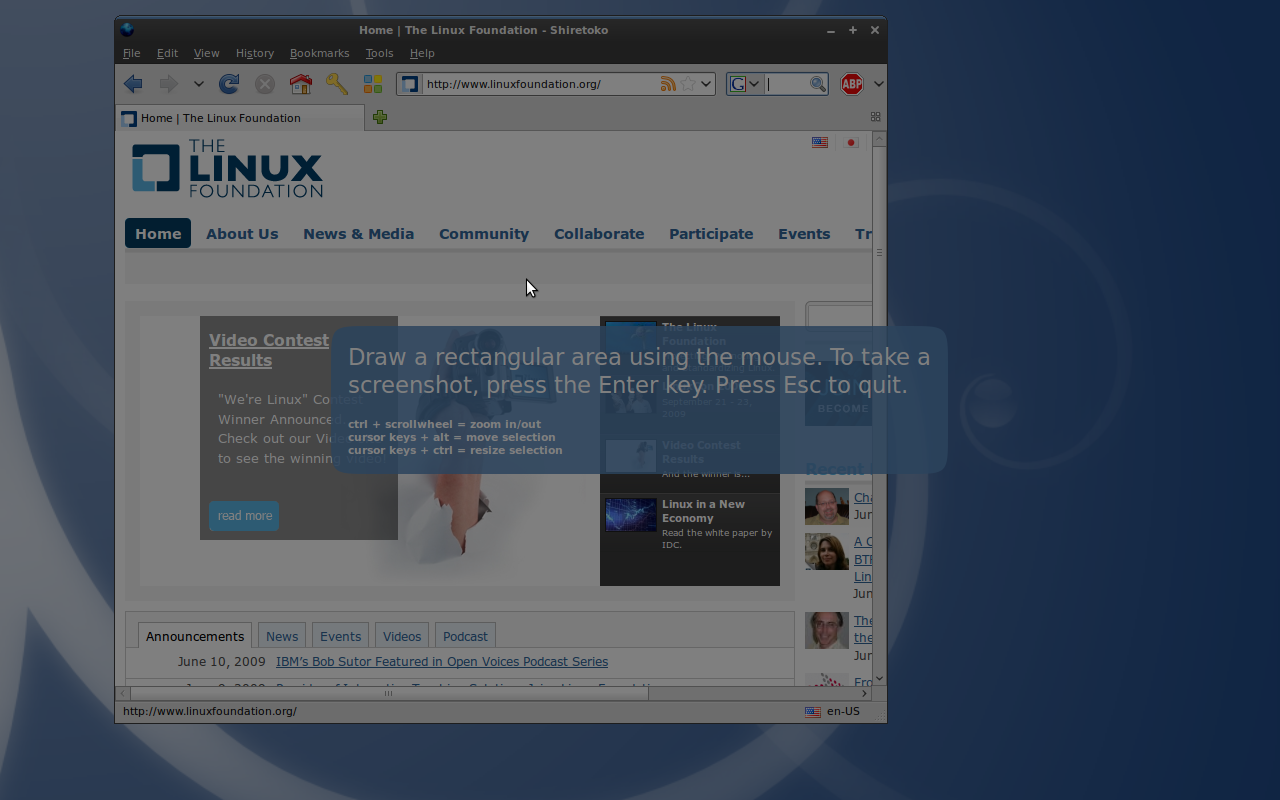 Home | The Linux Foundation - Shiretoko
File Edit View History Bookmarks Tools Help
http://www.linuxfoundation.org/
G
ABP
Home | The Linux Foundation
THE
LINUX
FOUNDATION
Home About Us News & Media Community Collaborate Participate Events Tr
Video Contest
Results
"We're Linux" Contest
Winner Announced
Check out our Vide
to see the winning video!
read more
The Linux
Foundation
September 21 - 23,
2009
Video Contest
Results
And the winner is...
Linux in a New
Economy
Read the white paper by
IDC.
Draw a rectangular area using the mouse. To take a
screenshot, press the Enter key. Press Esc to quit.
ctrl + scrollwheel = zoom in/out
cursor keys + alt = move selection
cursor keys + ctrl = resize selection
BECOME
Recent
Cha
Jun
A C
BTH
Lin
Jun
The
the
Jun
Fro
Announcements News Events Videos Podcast
June 10, 2009 IBM's Bob Sutor Featured in Open Voices Podcast Series
http://www.linuxfoundation.org/
en-US